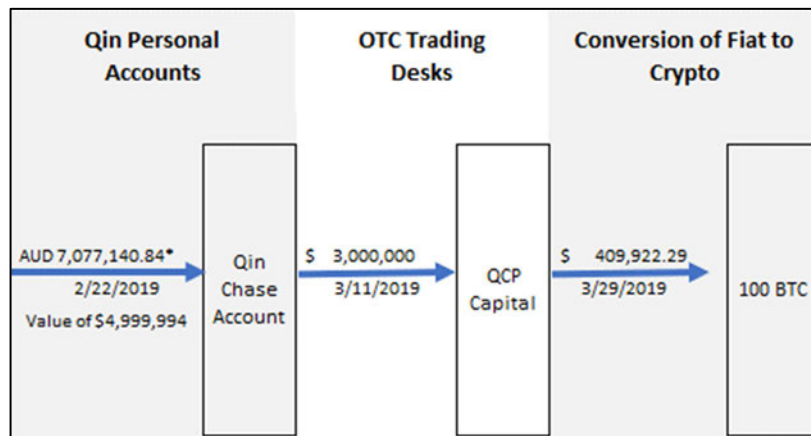 Qin Personal
Accounts
OTC Trading
Desks
Conversion of Fiat to
Crypto
AUD 7,077,140.84*
2/22/2019
Value of $4,999,994
Qin
Chase
Account
$ 3,000,000
3/11/2019
QCP
Capital
$ 409,922.29
3/29/2019
100 BTC